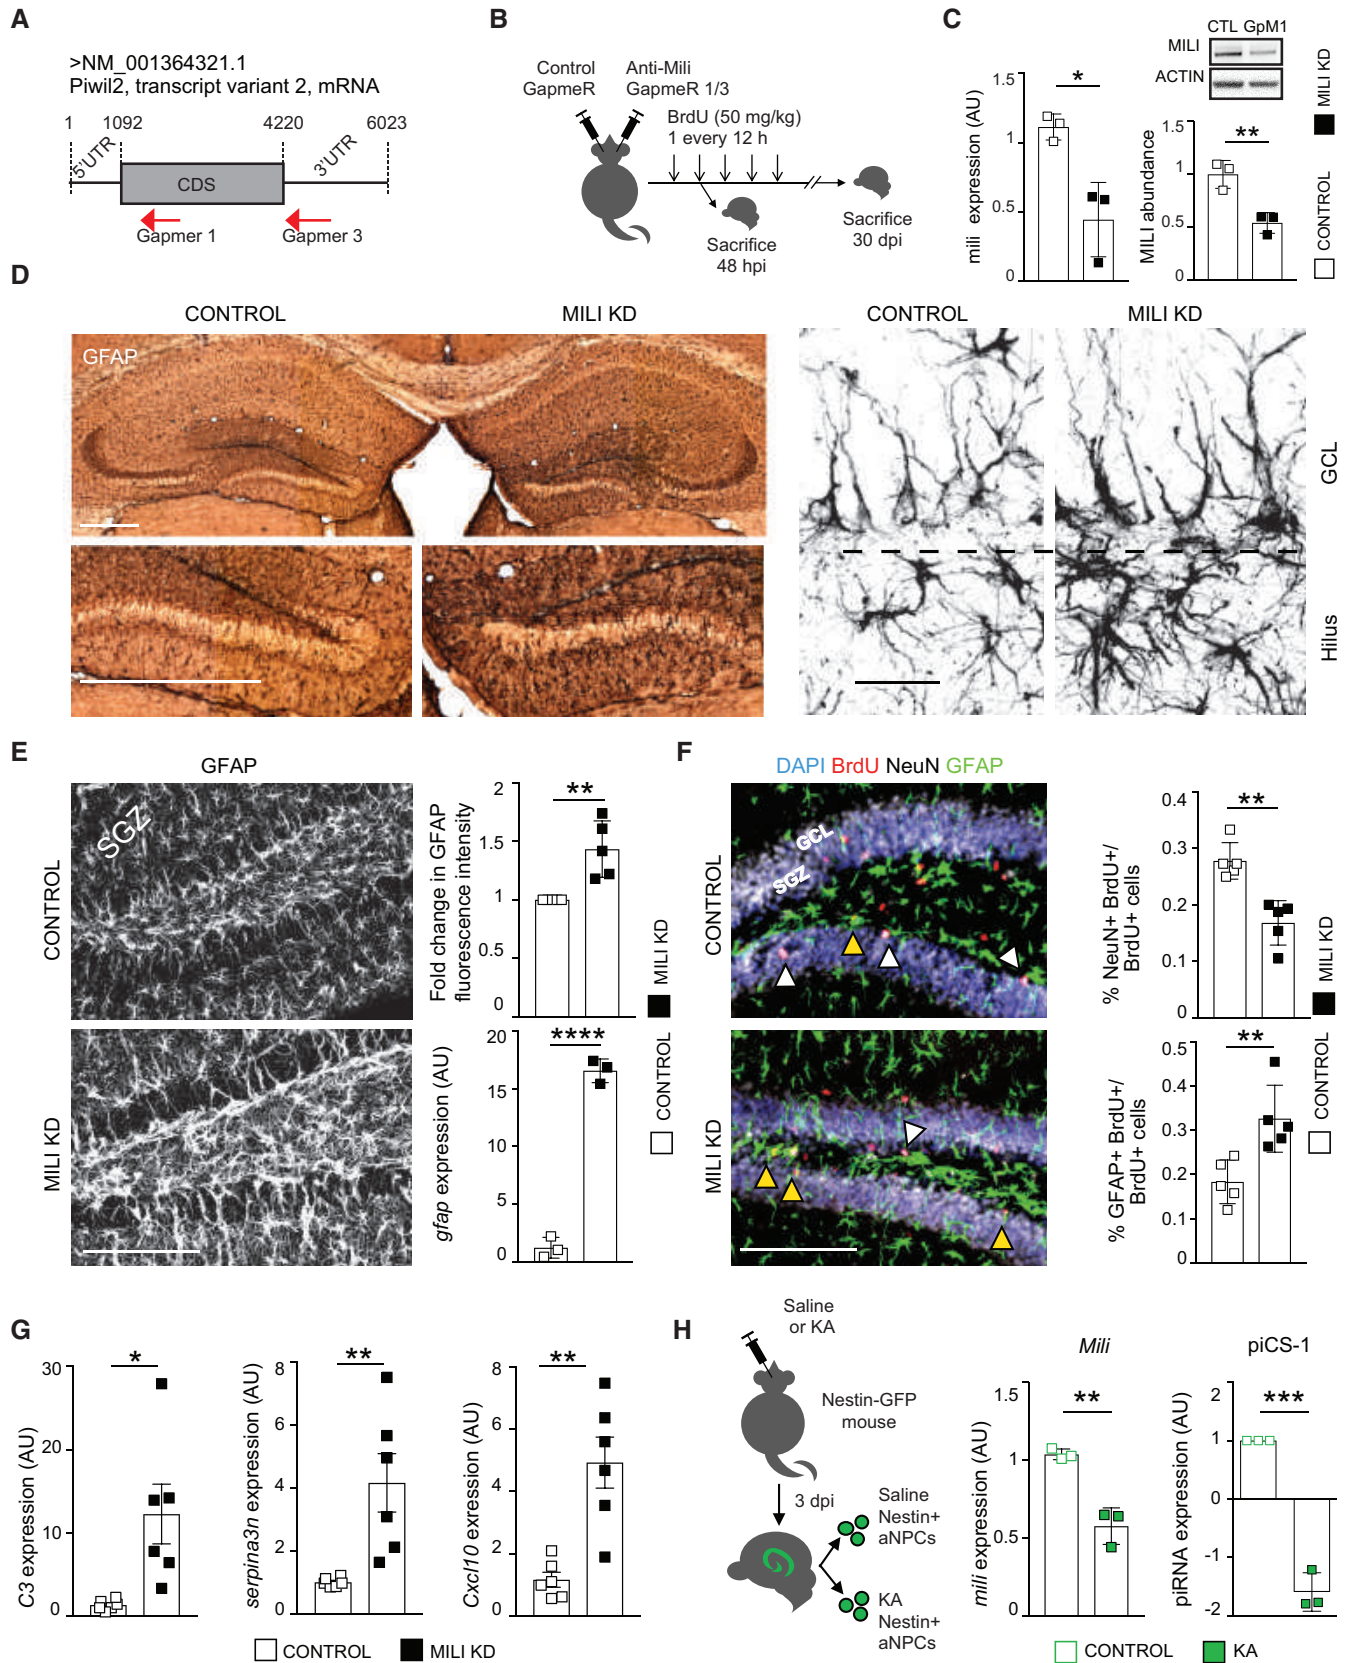 A
>NM_001364321.1
Piwil2, transcript variant 2, mRNA
1 1092 4220 6023
5'UTR
3'UTR
CDS
Gapmer 1
Gapmer 3
B
Control
GapmeR
Anti-Mili
GapmeR 1/3
BrdU (50 mg/kg)
1 every 12 h
Sacrifice
48 hpi
Sacrifice
30 dpi
C
mili expression (AU)
1.5
1
0.5
0
*
CTL GpM1
MILI
ACTIN
MILI abundance
1.5
1
0.5
0
**
MILI KD
CONTROL
D
CONTROL
MILI KD
GFAP
CONTROL
MILI KD
GCL
Hilus
E
GFAP
SGZ
CONTROL
MILI KD
Fold change in GFAP
fluorescence intensity
2
1.5
1
0.5
0
**
gfap expression (AU)
20
15
10
5
0
****
MILI KD
CONTROL
F
DAPI BrdU NeuN GFAP
GCL
SGZ
CONTROL
MILI KD
% NeuN+ BrdU+/
BrdU+ cells
0.4
0.3
0.2
0.1
0
**
% GFAP+ BrdU+/
BrdU+ cells
0.5
0.4
0.3
0.2
0.1
0
**
MILI KD
CONTROL
G
C3 expression (AU)
30
20
10
0
*
serpina3n expression (AU)
8
6
4
2
0
**
Cxcl10 expression (AU)
8
6
4
2
0
**
CONTROL
MILI KD
H
Saline
or KA
Nestin-GFP
mouse
3 dpi
Saline
Nestin+
aNPCs
KA
Nestin+
aNPCs
Mili
mili expression (AU)
1.5
1
0.5
0
**
piCS-1
piRNA expression (AU)
2
1
0
-1
-2
***
CONTROL
KA